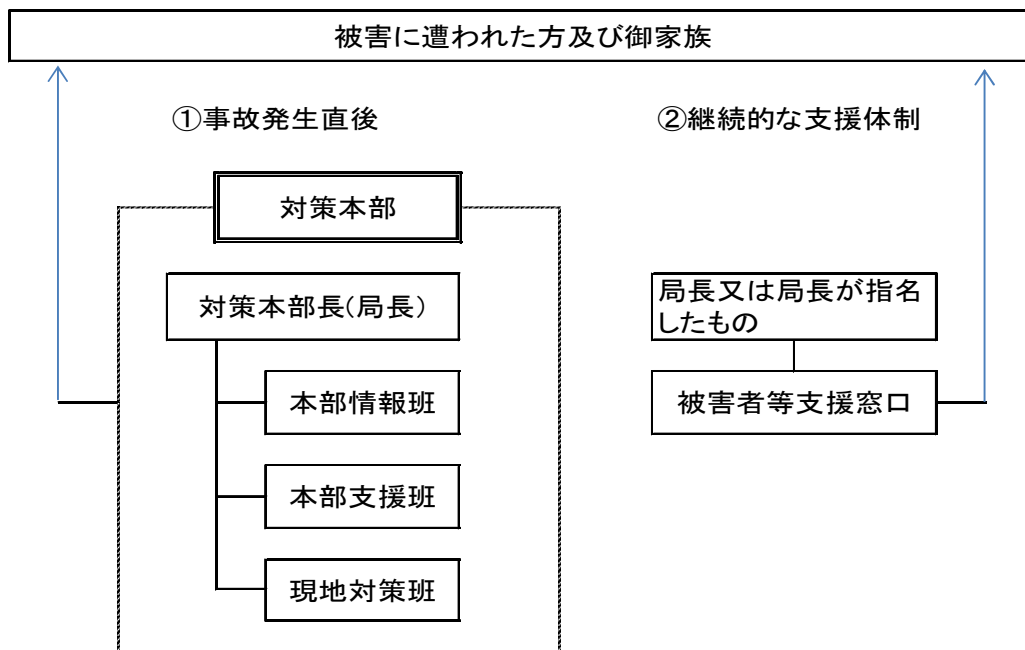 被害に遭われた方及び御家族
①事故発生直後
②継続的な支援体制
対策本部
対策本部長(局長)
局長又は局長が指名
したもの
本部情報班
被害者等支援窓口
本部支援班
現地対策班